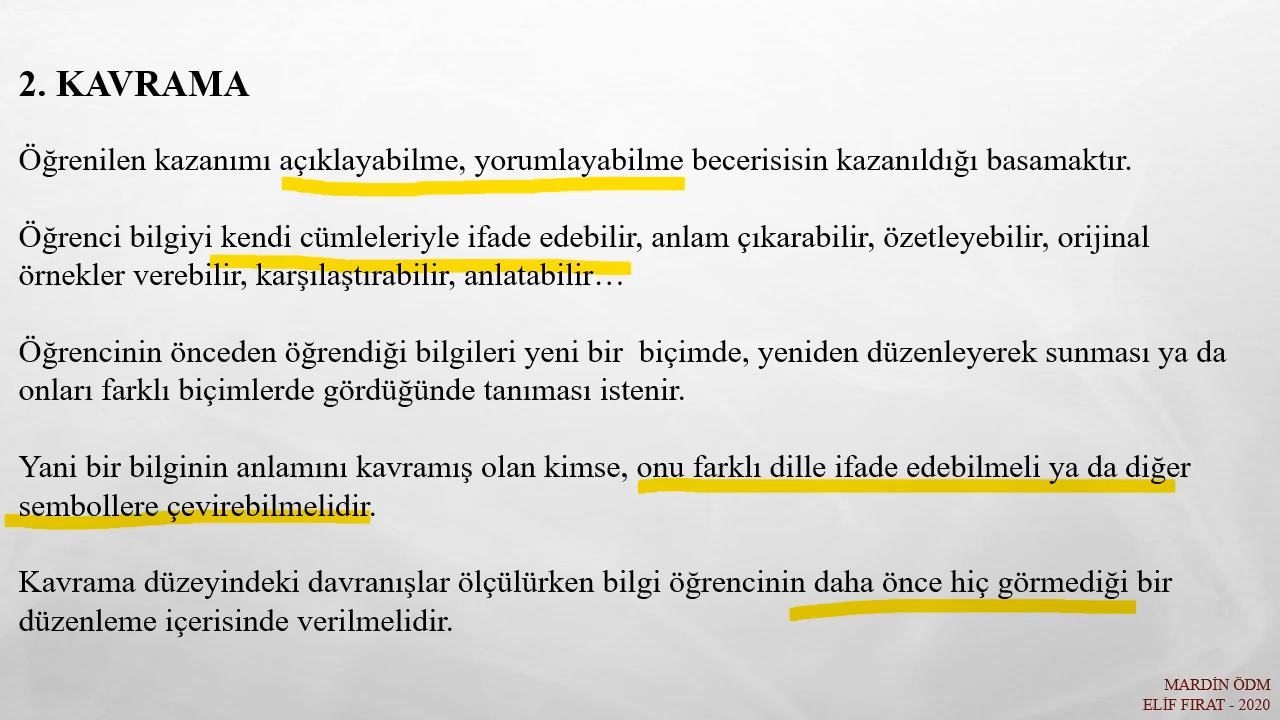 2. KAVRAMA
Öğrenilen kazanımı açıklayabilme, yorumlayabilme becerisisin kazanıldığı basamaktır.
Öğrenci bilgiyi kendi cümleleriyle ifade edebilir, anlam çıkarabilir, özetleyebilir, orijinal
örnekler verebilir, karşılaştırabilir, anlatabilir…
Öğrencinin önceden öğrendiği bilgileri yeni bir  biçimde, yeniden düzenleyerek sunması ya da
onları farklı biçimlerde gördüğünde tanıması istenir.
Yani bir bilginin anlamını kavramış olan kimse, onu farklı dille ifade edebilmeli ya da diğer
sembollere çevirebilmelidir.
Kavrama düzeyindeki davranışlar ölçülürken bilgi öğrencinin daha önce hiç görmediği bir
düzenleme içerisinde verilmelidir.
MARDİN ÖDM
ELİF FIRAT - 2020